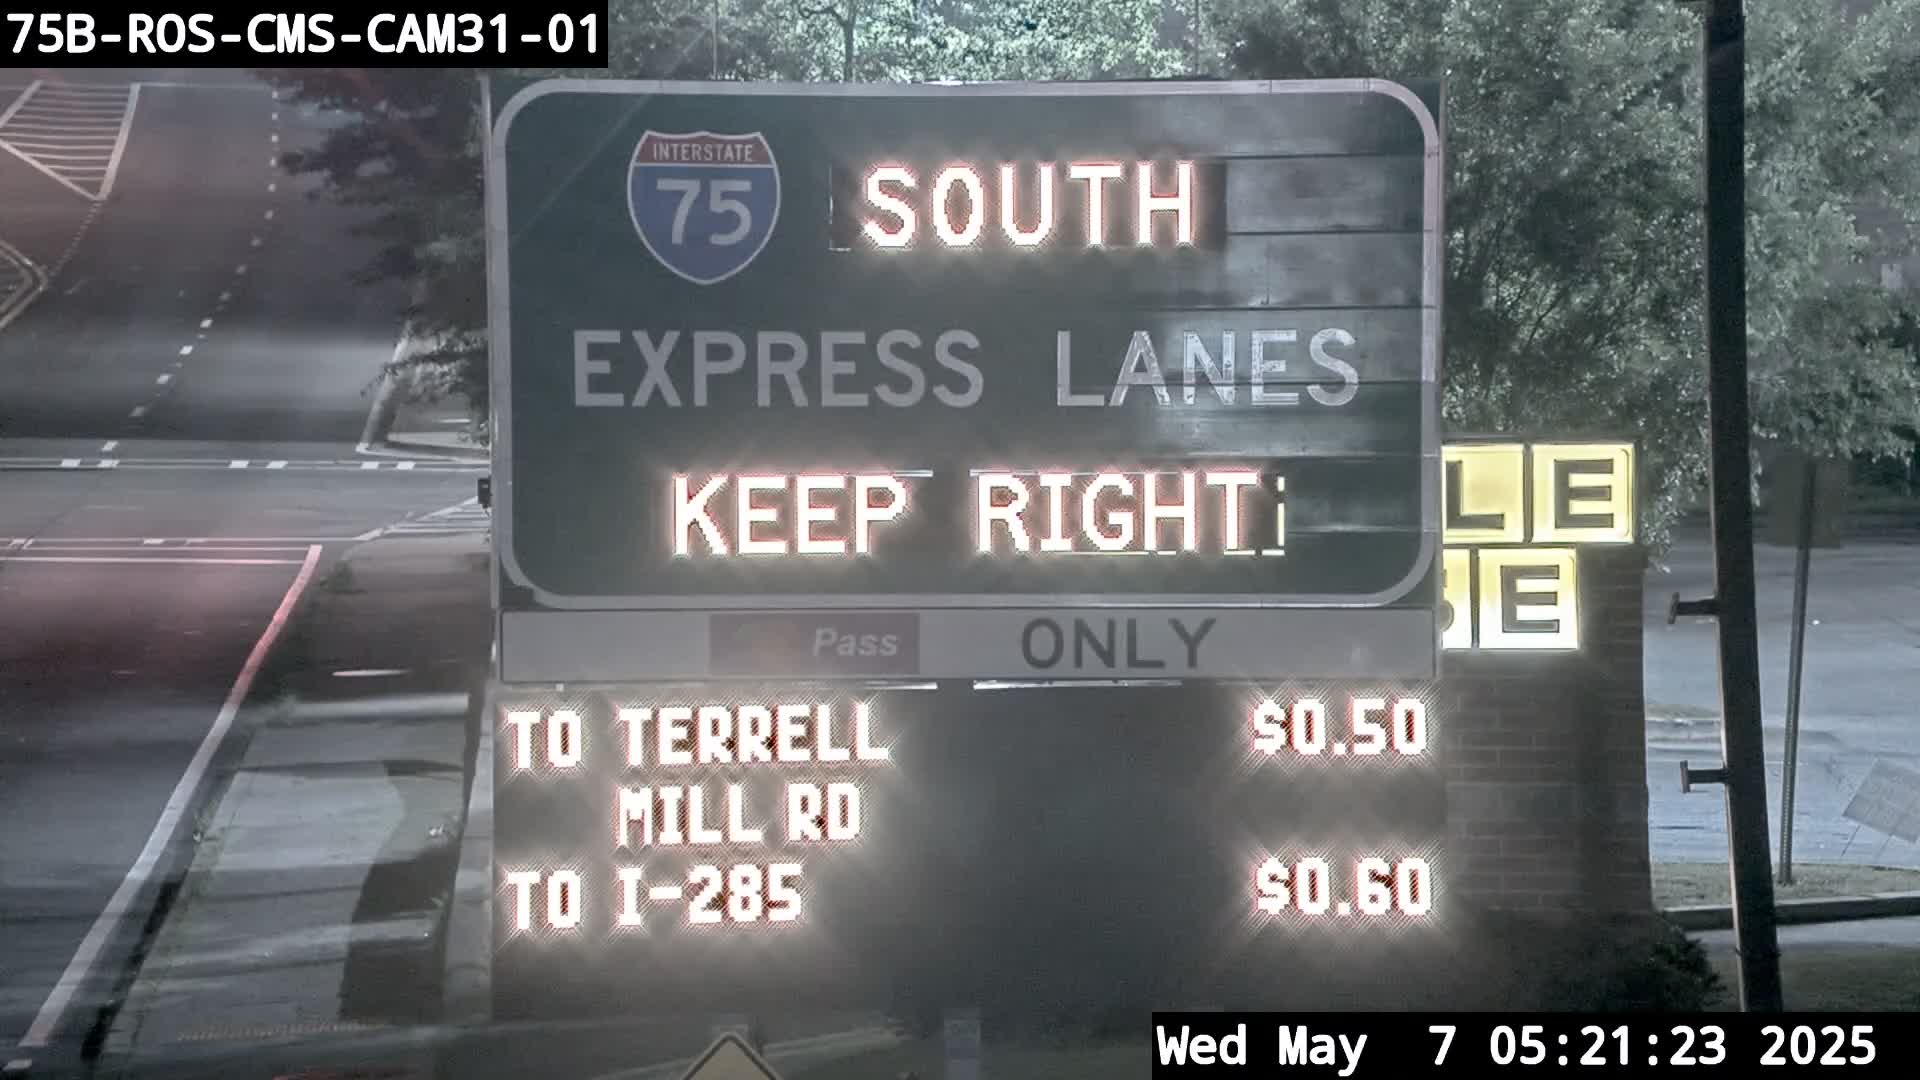 75B-ROS-CMS-CAM31-01
INTERSTATE
75
SOUTH
EXPRESS LANES
KEEP RIGHT
Pass ONLY
LE
E
TO TERRELL $0.50
MILL RD
TO I-285 $0.60
Wed May 7 05:21:23 2025